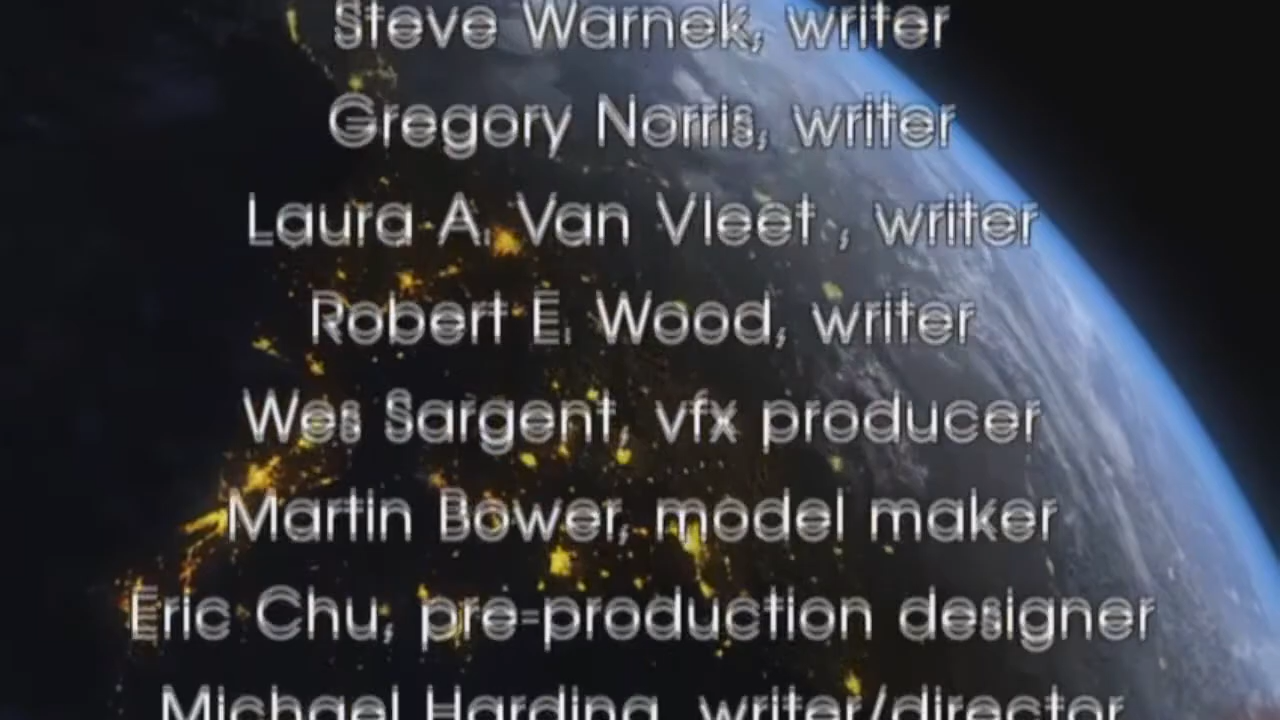 Steve Warnek, writer
Gregory Norris, writer
Laura A. Van Vleet , writer
Robert E. Wood, writer
Wes Sargent, vfx producer
Martin Bower, model maker
Eric Chu, pre-production designer
Michael Harding, writer/director